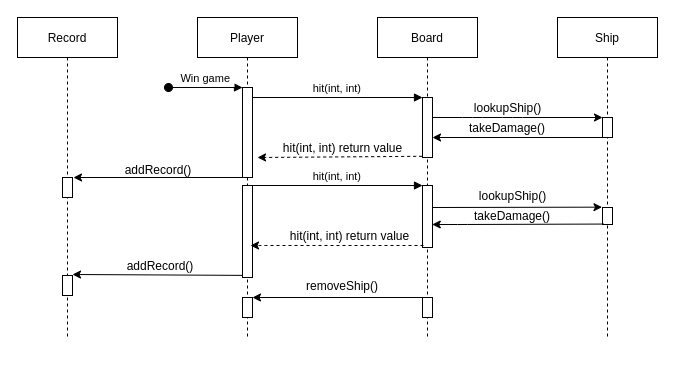 Record
Player
Board
Ship
Win game
hit(int, int)
lookupShip()
takeDamage()
hit(int, int) return value
addRecord()
hit(int, int)
lookupShip()
takeDamage()
hit(int, int) return value
addRecord()
removeShip()